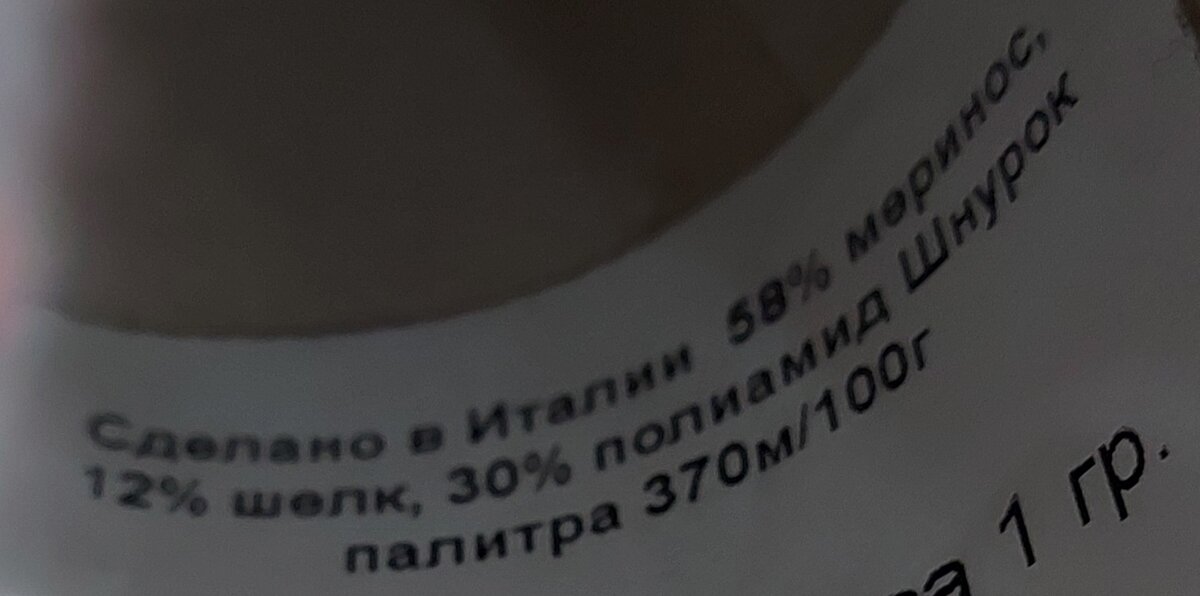 Сделано в Италии 58% меринос,
12% шелк, 30% полиамид Шнурок
палитра 370м/100г
1 гр.